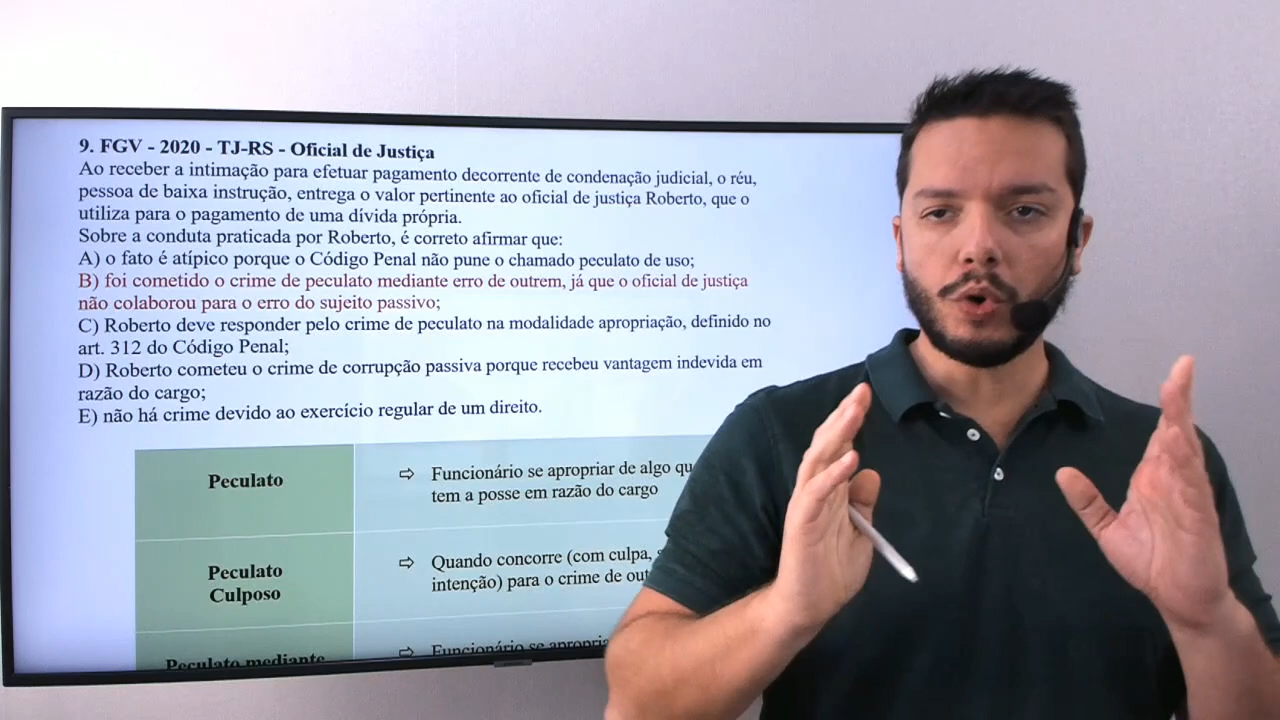 9. FGV - 2020 - TJ-RS - Oficial de Justiça
Ao receber a intimação para efetuar pagamento decorrente de condenação judicial, o réu,
pessoa de baixa instrução, entrega o valor pertinente ao oficial de justiça Roberto, que o
utiliza para o pagamento de uma dívida própria.
Sobre a conduta praticada por Roberto, é correto afirmar que:
A) o fato é atípico porque o Código Penal não pune o chamado peculato de uso;
B) foi cometido o crime de peculato mediante erro de outrem, já que o oficial de justiça
não colaborou para o erro do sujeito passivo;
C) Roberto deve responder pelo crime de peculato na modalidade apropriação, definido no
art. 312 do Código Penal;
D) Roberto cometeu o crime de corrupção passiva porque recebeu vantagem indevida em
razão do cargo;
E) não há crime devido ao exercício regular de um direito.
Peculato
⇨ Funcionário se apropriar de algo
tem a posse em razão do cargo
Peculato
Culposo
⇨ Quando concorre (com culpa,
intenção) para o crime de
Peculato mediante
⇨ Funcionário se